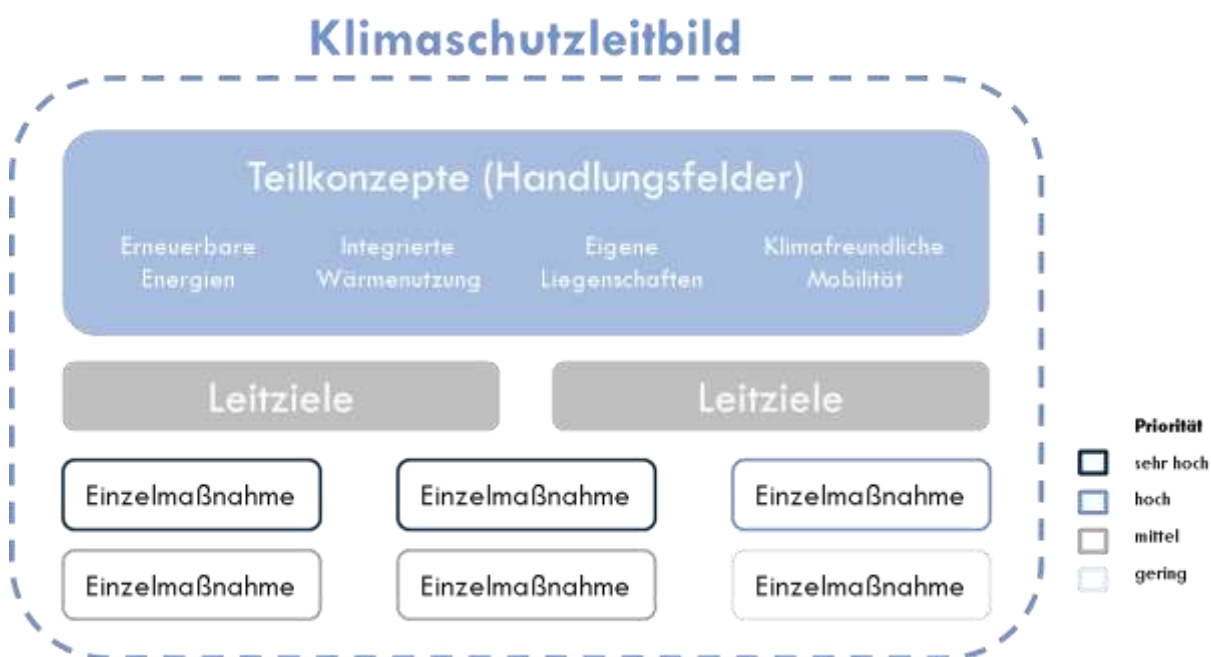 Klimaschutzleitbild
Teilkonzepte (Handlungsfelder)
Erneuerbare Energien
Integrierte Wärmenutzung
Eigene Liegenschaften
Klimafreundliche Mobilität
Leitziele
Leitziele
Einzelmaßnahme
Einzelmaßnahme
Einzelmaßnahme
Einzelmaßnahme
Einzelmaßnahme
Einzelmaßnahme
Priorität
sehr hoch
hoch
mittel
gering